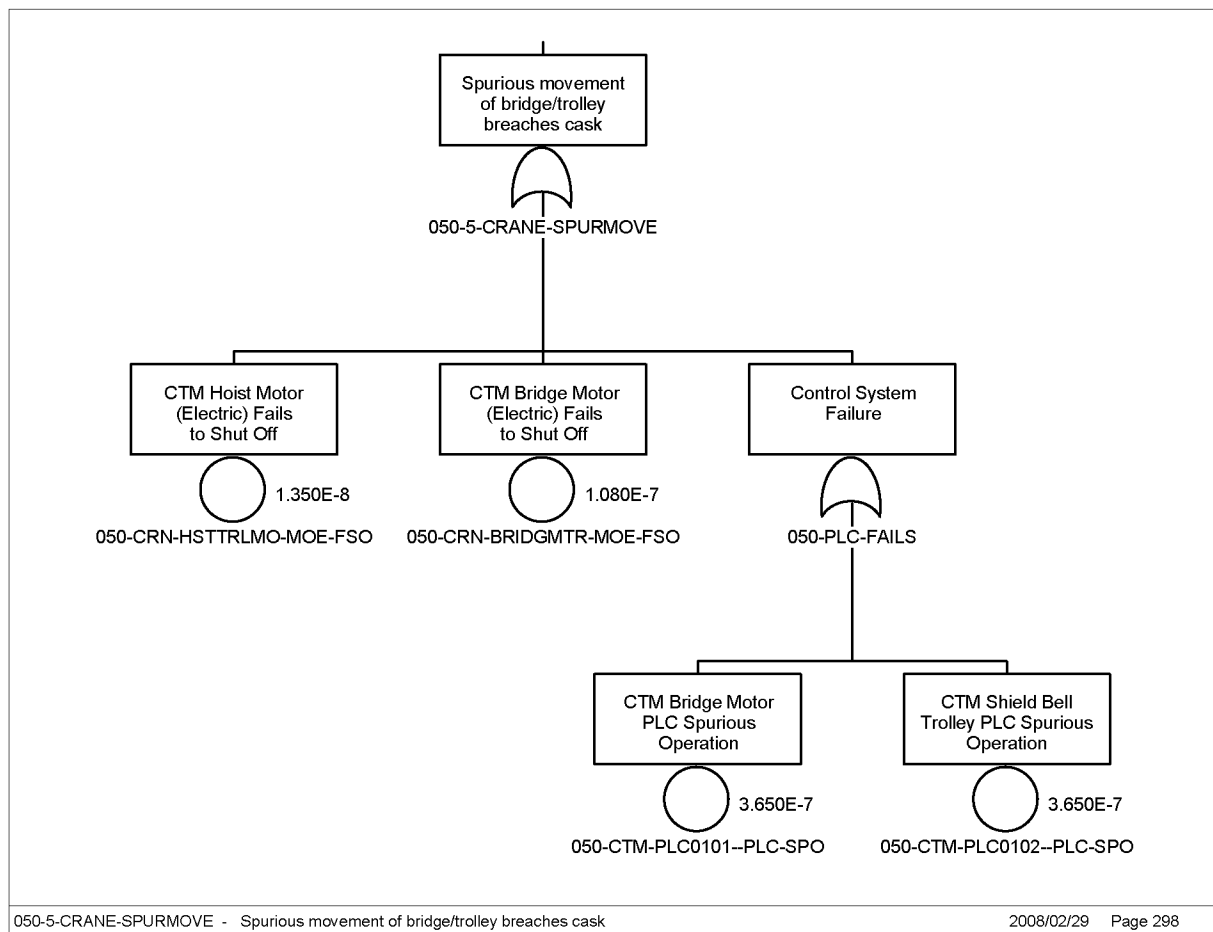 Spurious movement
of bridge/trolley
breaches cask
050-5-CRANE-SPURMOVE
CTM Hoist Motor
(Electric) Fails
to Shut Off
1.350E-8
050-CRN-HSTTRLMO-MOE-FSO
CTM Bridge Motor
(Electric) Fails
to Shut Off
1.080E-7
050-CRN-BRIDGMTR-MOE-FSO
Control System
Failure
050-PLC-FAILS
CTM Bridge Motor
PLC Spurious
Operation
3.650E-7
050-CTM-PLC0101--PLC-SPO
CTM Shield Bell
Trolley PLC Spurious
Operation
3.650E-7
050-CTM-PLC0102--PLC-SPO
050-5-CRANE-SPURMOVE - Spurious movement of bridge/trolley breaches cask
2008/02/29 Page 298